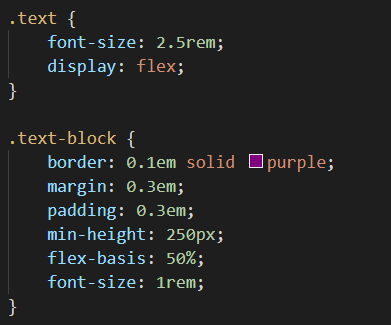 .text {
    font-size: 2.5rem;
    display: flex;
}

.text-block {
    border: 0.1em solid purple;
    margin: 0.3em;
    padding: 0.3em;
    min-height: 250px;
    flex-basis: 50%;
    font-size: 1rem;
}